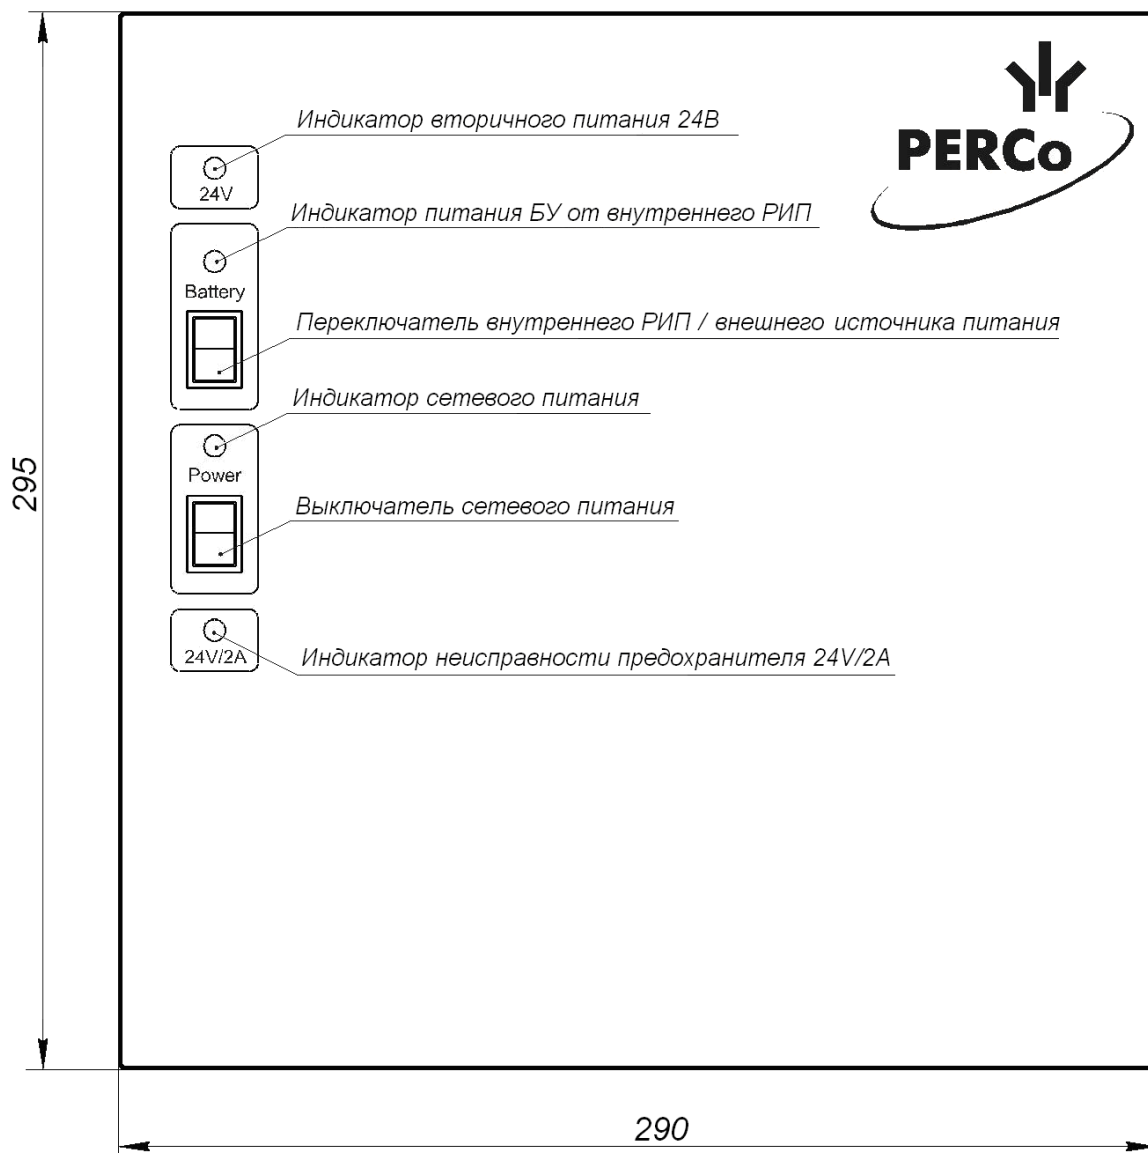 PERCo
Индикатор вторичного питания 24В
24V
Индикатор питания БУ от внутреннего РИП
Battery
Переключатель внутреннего РИП / внешнего источника питания
Индикатор сетевого питания
Power
Выключатель сетевого питания
24V/2A
Индикатор неисправности предохранителя 24V/2A
295
290